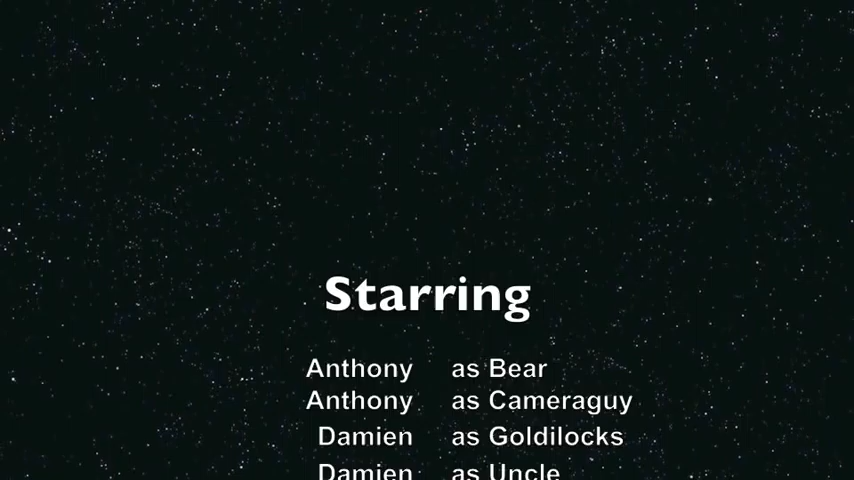 Starring
Anthony as Bear
Anthony as Cameraguy
Damien as Goldilocks
Damien as Uncle